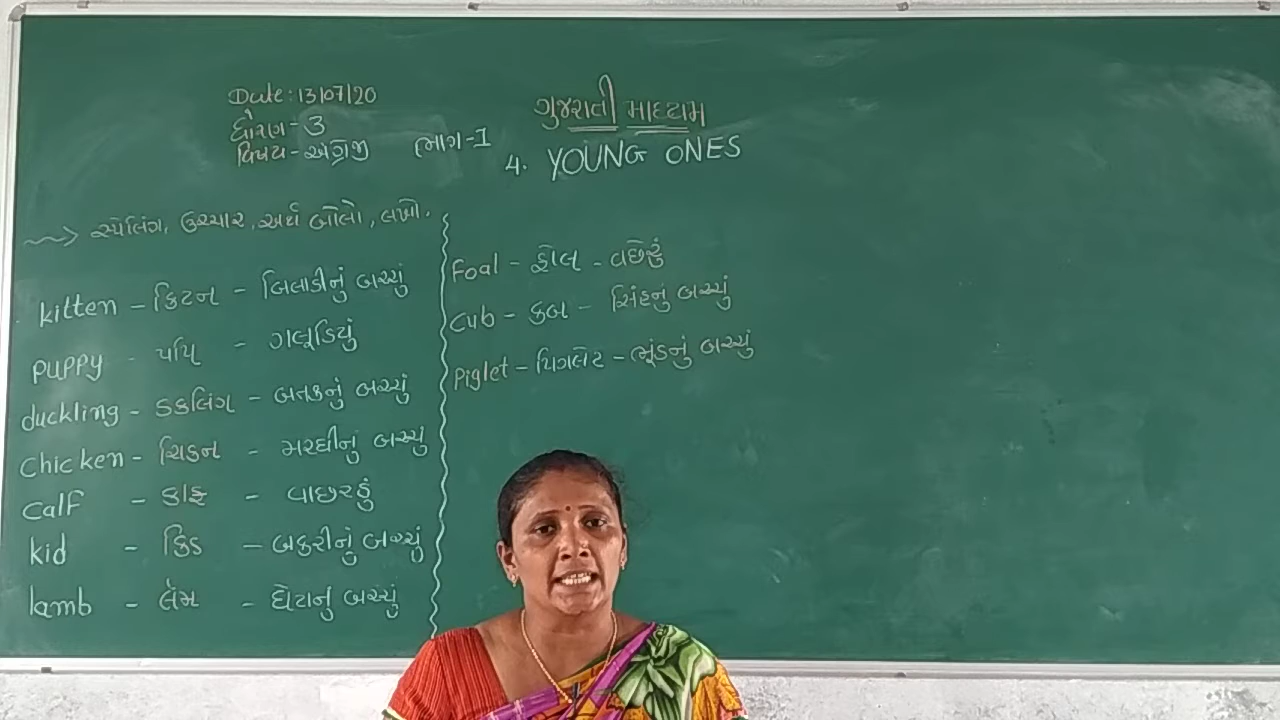 Date: 13/07/20
ધોરણ - 3
વિષય - અંગ્રેજી
ભાગ-1
ગુજરાતી માધ્યમ
4. YOUNG ONES
સ્પેલિંગ, ઉચ્ચાર, અર્થ બોલો, લખો.
kitten - કિટન - બિલાડીનું બચ્ચું
puppy - પપિ - ગલૂડિયું
duckling - ડકલિંગ - બતકનું બચ્ચું
chicken - ચિકન - મરઘીનું બચ્ચુ
calf - કાફ - વાછરડું
kid - કિડ - બકરીનું બચ્ચું
lamb - લેમ - ઘેટાનું બચ્ચું
Foal - ફોલ - વછેરું
Cub - કબ - સિંહનું બચ્ચું
Piglet - પિગલેટ - ભૂંડનું બચ્ચું